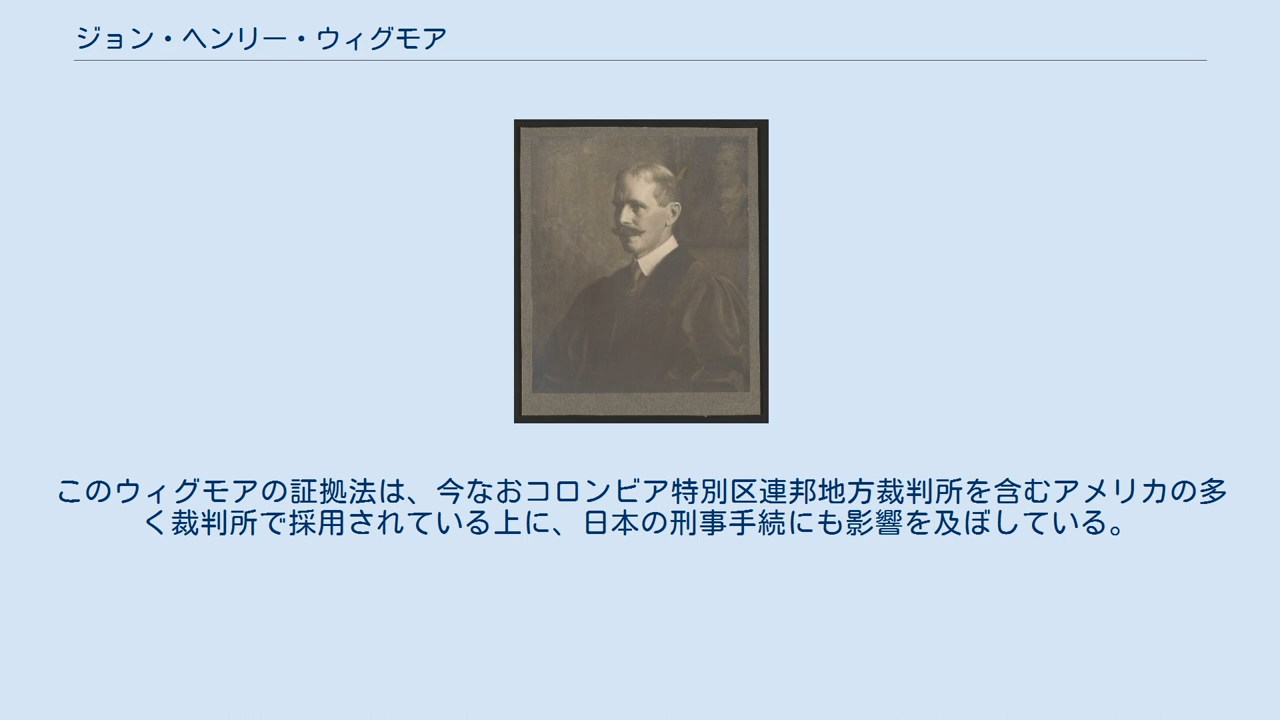 ジョン・ヘンリー・ウィグモア
このウィグモアの証拠法は、今なおコロンビア特別区連邦地方裁判所を含むアメリカの多
く裁判所で採用されている上に、日本の刑事手続にも影響を及ぼしている。